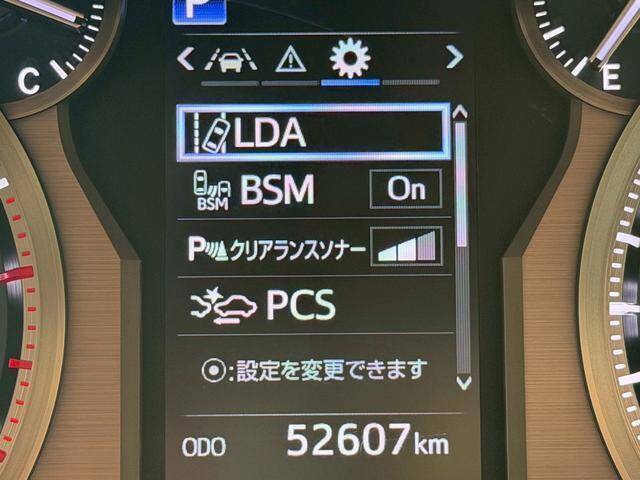 P
C
E
LDA
BSM BSM On
P クリアランスソナー
PCS
:設定を変更できます
ODO 52607km